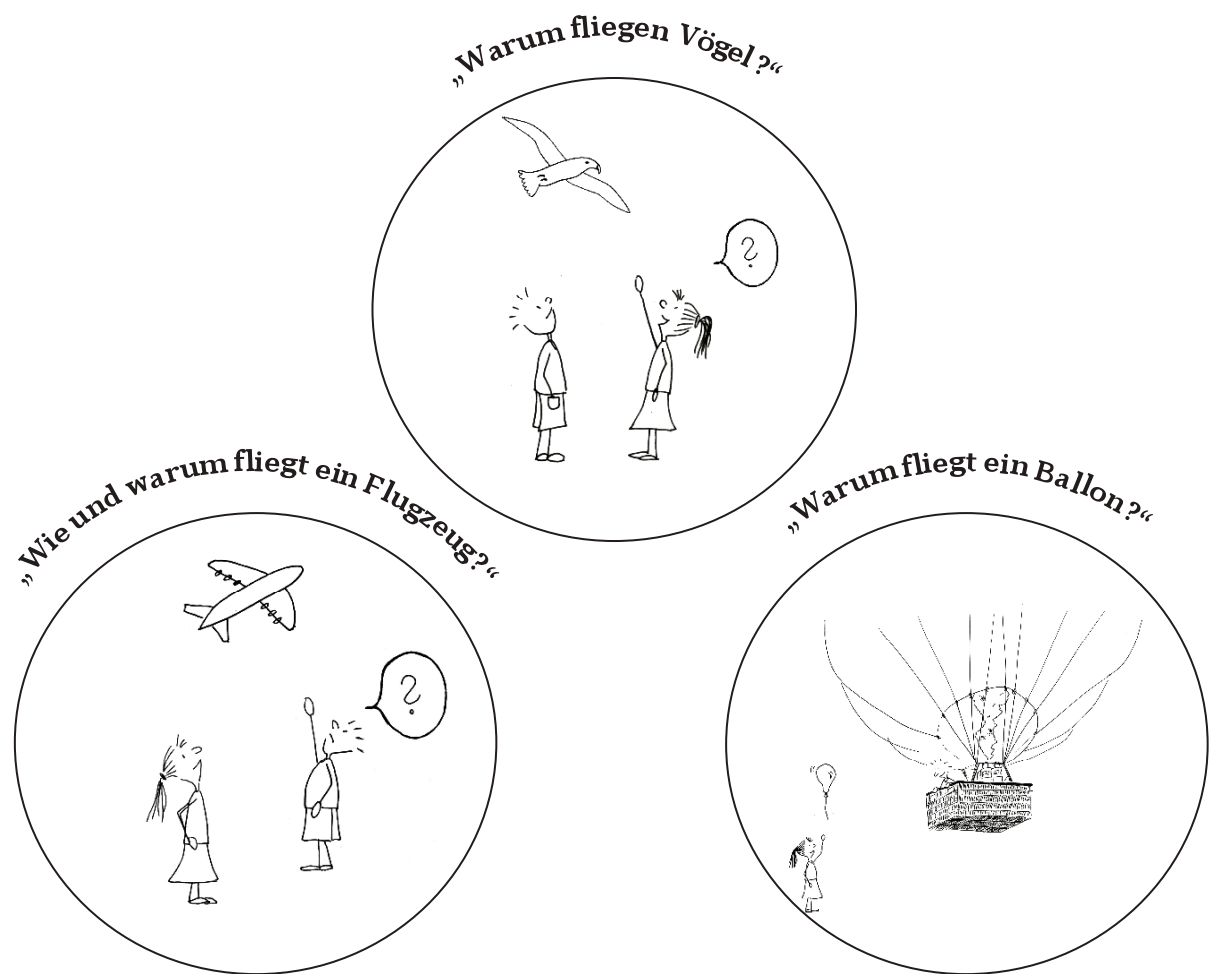 „Warum fliegen Vögel?“
?
„Wie und warum fliegt ein Flugzeug?“
?
„Warum fliegt ein Ballon?“